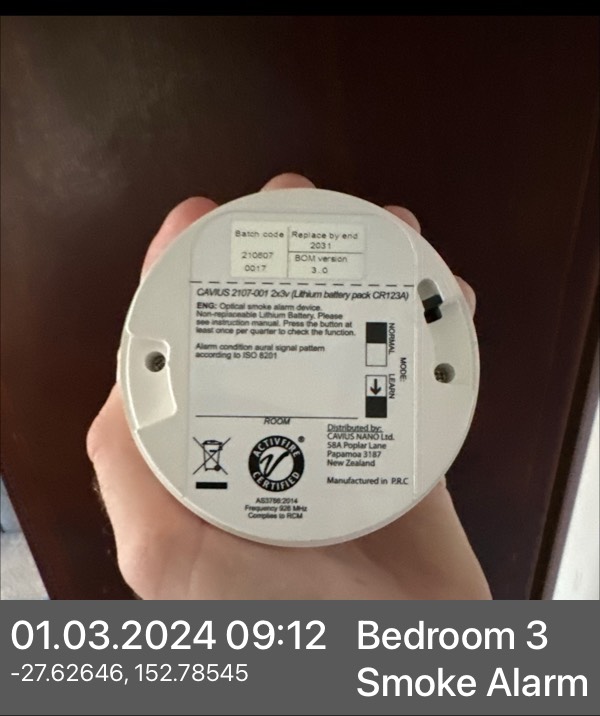 Batch code
210607
0017
Replace by end
2031
BOM version
3..0
CAVIUS 2107-001 2x3v (Lithium battery pack CR123A)
ENG: Optical smoke alarm device.
Non-replaceable Lithium Battery. Please
see instruction manual. Press the button at
least once per quarter to check the function.
Alarm condition aural signal pattern
according to ISO 8201
NORMAL
MODE:
LEARN
ROOM
ACTIVFIRE
CERTIFIED
®
AS3786:2014
Frequency 926 MHz
Complies to RCM
Distributed by:
CAVIUS NANO Ltd.
58A Poplar Lane
Papamoa 3187
New Zealand
Manufactured in P.R.C
01.03.2024 09:12
-27.62646, 152.78545
Bedroom 3
Smoke Alarm